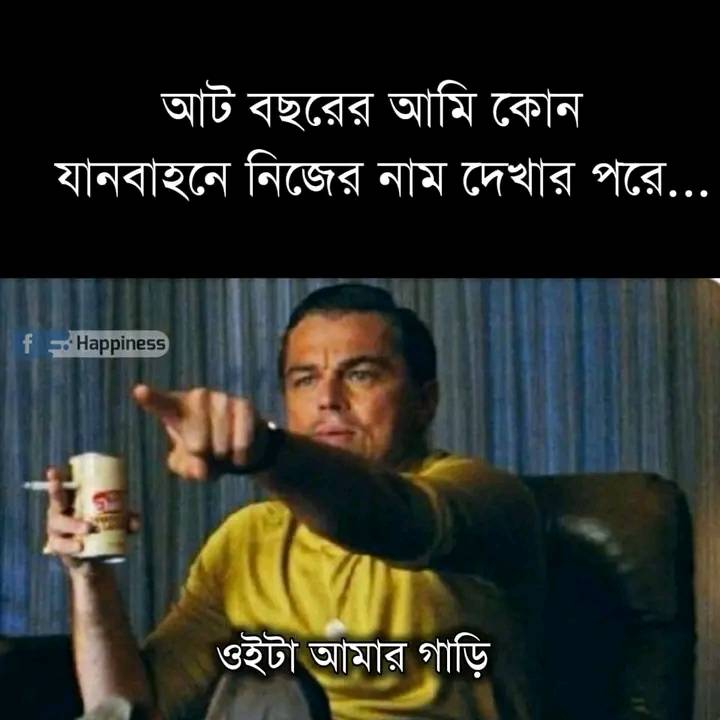 আট বছরের আমি কোন
যানবাহনে নিজের নাম দেখার পরে...
f Happiness
ওইটা আমার গাড়ি